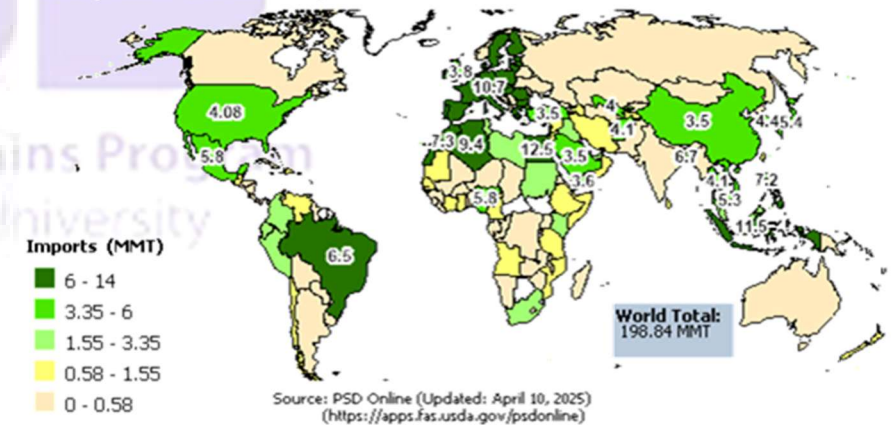 ins Program
niversity
3.8
10.7
4.08
3.5
4
3.5
4.45.4
4.1
7.3 9.4
12.5
3.5
5.8
6.7
3.6
4.1
7.2
5.8
5.3
11.5
6.5
Imports (MMT)
6 - 14
3.35 - 6
1.55 - 3.35
0.58 - 1.55
0 - 0.58
World Total:
198.84 MMT
Source: PSD Online (Updated: April 10, 2025)
(https://apps.fas.usda.gov/psdonline)